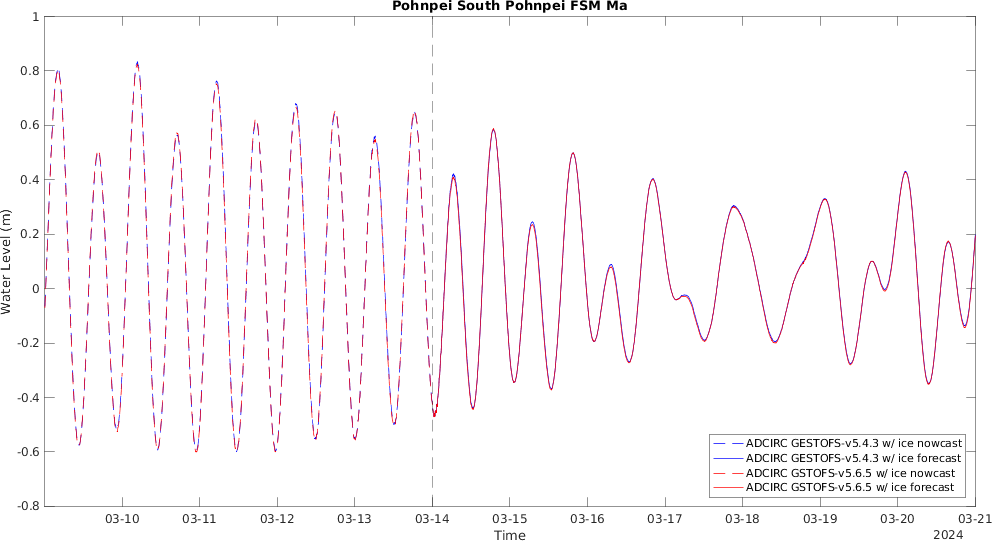 Pohnpei South Pohnpei FSM Ma
1
0.8
0.6
0.4
0.2
0
-0.2
-0.4
-0.6
-0.8
Water Level (m)
03-10 03-11 03-12 03-13 03-14 03-15 03-16 03-17 03-18 03-19 03-20 03-21
Time
2024
ADCIRC GESTOFS-v5.4.3 w/ ice nowcast
ADCIRC GESTOFS-v5.4.3 w/ ice forecast
ADCIRC GSTOFS-v5.6.5 w/ ice nowcast
ADCIRC GSTOFS-v5.6.5 w/ ice forecast